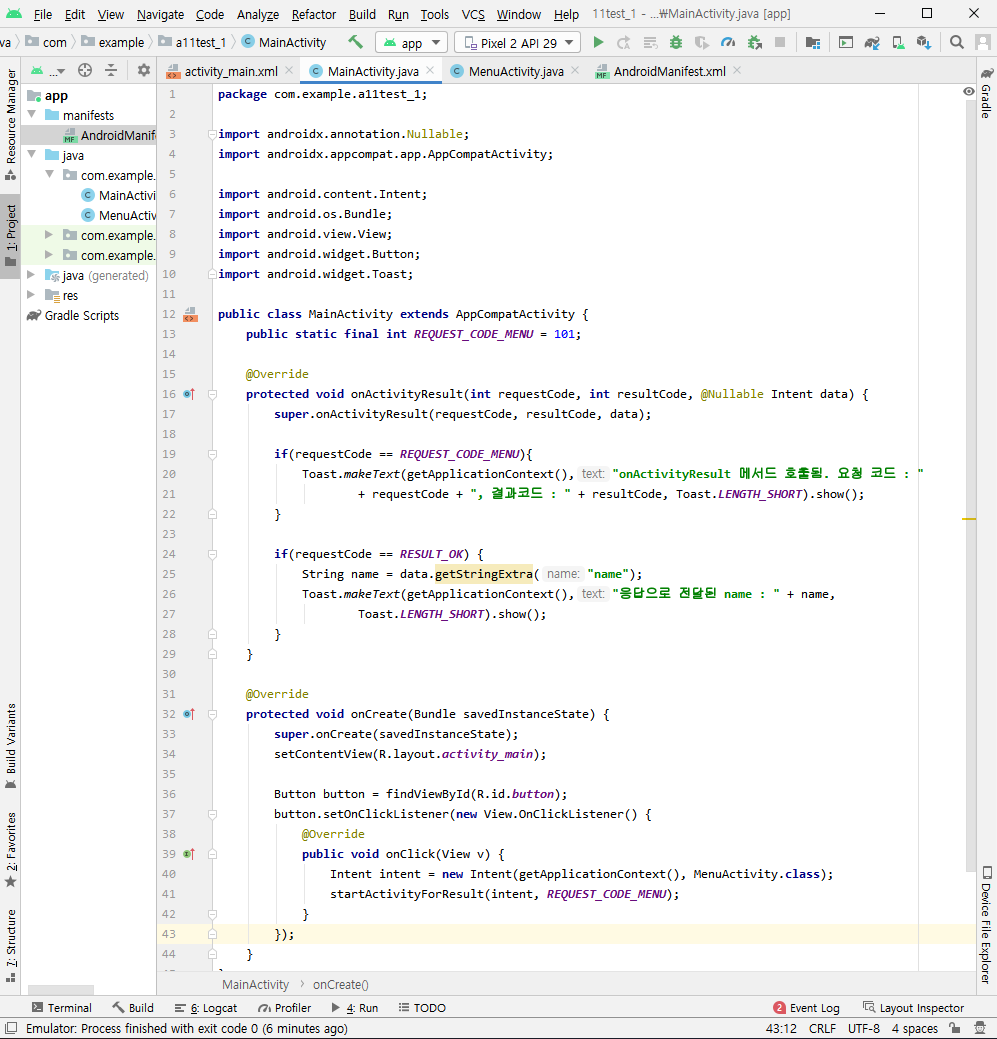 File Edit View Navigate Code Analyze Refactor Build Run Tools VCS Window Help 11test_1 - ...₩MainActivity.java [app]
va com example a11test_1 MainActivity app Pixel 2 API 29
... activity_main.xml MainActivity.java MenuActivity.java AndroidManifest.xml
Resource Manager
1: Project
Build Variants
2: Favorites
7: Structure
app
manifests
AndroidManif
java
com.example.
MainActivi
MenuActiv
com.example.
com.example.
java (generated)
res
Gradle Scripts
1 package com.example.a11test_1;
2
3 import androidx.annotation.Nullable;
4 import androidx.appcompat.app.AppCompatActivity;
5
6 import android.content.Intent;
7 import android.os.Bundle;
8 import android.view.View;
9 import android.widget.Button;
10 import android.widget.Toast;
11
12 public class MainActivity extends AppCompatActivity {
13 public static final int REQUEST_CODE_MENU = 101;
14
15 @Override
16 protected void onActivityResult(int requestCode, int resultCode, @Nullable Intent data) {
17 super.onActivityResult(requestCode, resultCode, data);
18
19 if(requestCode == REQUEST_CODE_MENU){
20 Toast.makeText(getApplicationContext(), text: "onActivityResult 메서드 호출됨. 요청 코드 : "
21 + requestCode + ", 결과코드 : " + resultCode, Toast.LENGTH_SHORT).show();
22 }
23
24 if(requestCode == RESULT_OK) {
25 String name = data.getStringExtra( name: "name");
26 Toast.makeText(getApplicationContext(), text: "응답으로 전달된 name : " + name,
27 Toast.LENGTH_SHORT).show();
28 }
29 }
30
31 @Override
32 protected void onCreate(Bundle savedInstanceState) {
33 super.onCreate(savedInstanceState);
34 setContentView(R.layout.activity_main);
35
36 Button button = findViewById(R.id.button);
37 button.setOnClickListener(new View.OnClickListener() {
38 @Override
39 public void onClick(View v) {
40 Intent intent = new Intent(getApplicationContext(), MenuActivity.class);
41 startActivityForResult(intent, REQUEST_CODE_MENU);
42 }
43 });
44 }
Gradle
Device File Explorer
MainActivity onCreate()
Terminal Build 6: Logcat Profiler 4: Run TODO 2 Event Log Layout Inspector
Emulator: Process finished with exit code 0 (6 minutes ago) 43:12 CRLF UTF-8 4 spaces